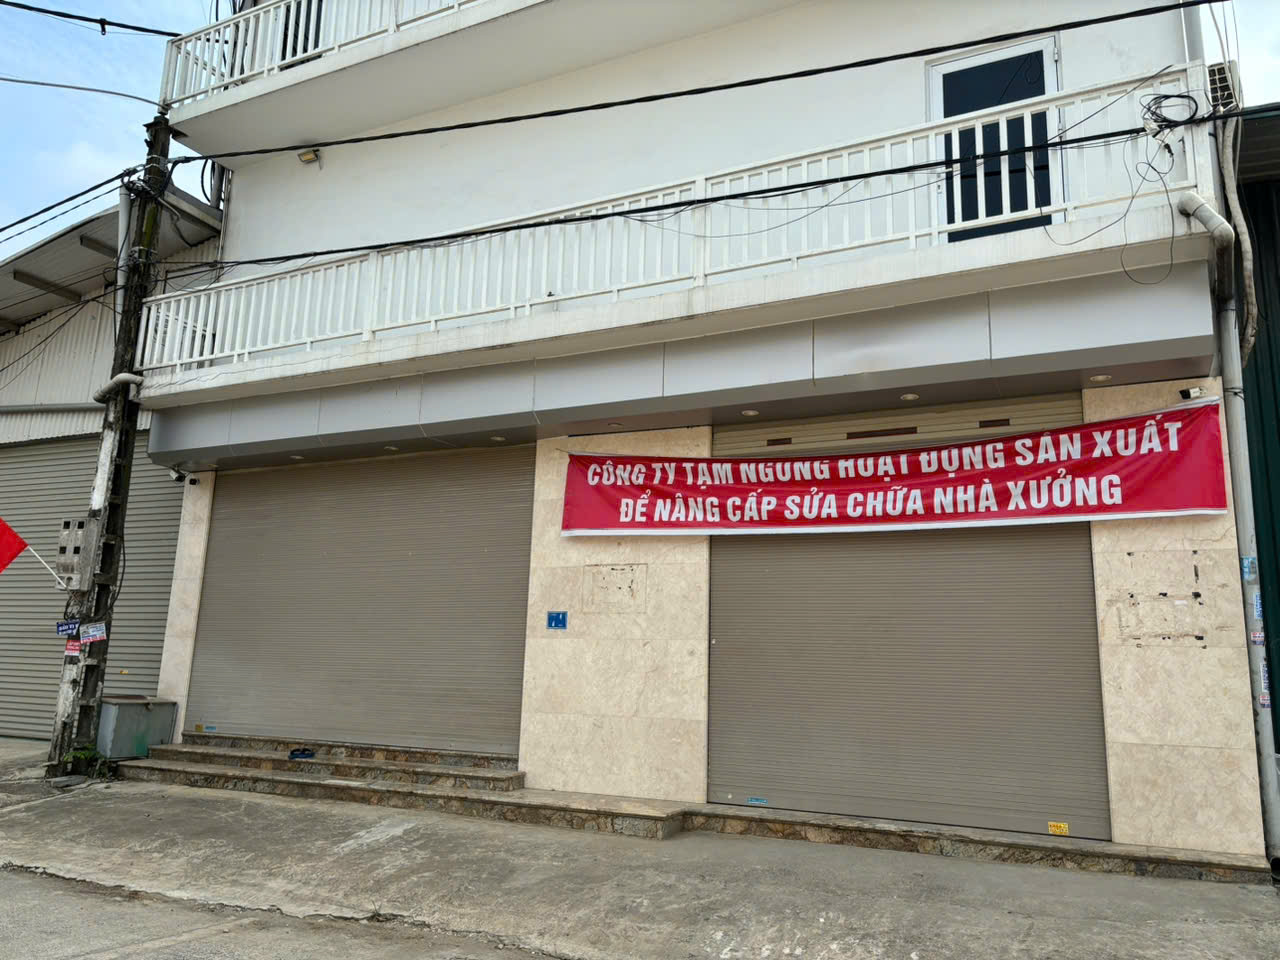 CÔNG TY TẠM NGỪNG HOẠT ĐỘNG SẢN XUẤT
ĐỂ NÂNG CẤP SỬA CHỮA NHÀ XƯỞNG